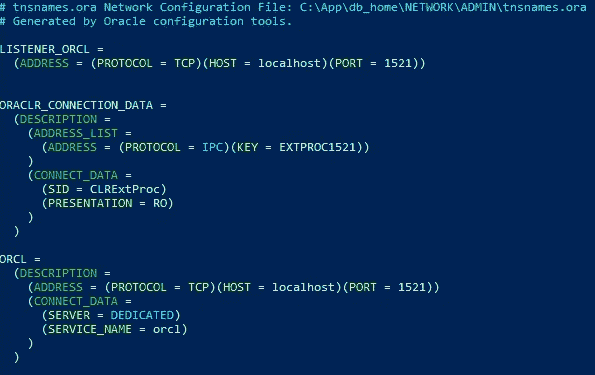 # tnsnames.ora Network Configuration File: C:\App\db_home\NETWORK\ADMIN\tnsnames.ora
# Generated by Oracle configuration tools.

LISTENER_ORCL =
  (ADDRESS = (PROTOCOL = TCP)(HOST = localhost)(PORT = 1521))


ORACLR_CONNECTION_DATA =
  (DESCRIPTION =
    (ADDRESS_LIST =
      (ADDRESS = (PROTOCOL = IPC)(KEY = EXTPROC1521))
    )
    (CONNECT_DATA =
      (SID = CLRExtProc)
      (PRESENTATION = RO)
    )
  )

ORCL =
  (DESCRIPTION =
    (ADDRESS = (PROTOCOL = TCP)(HOST = localhost)(PORT = 1521))
    (CONNECT_DATA =
      (SERVER = DEDICATED)
      (SERVICE_NAME = orcl)
    )
  )